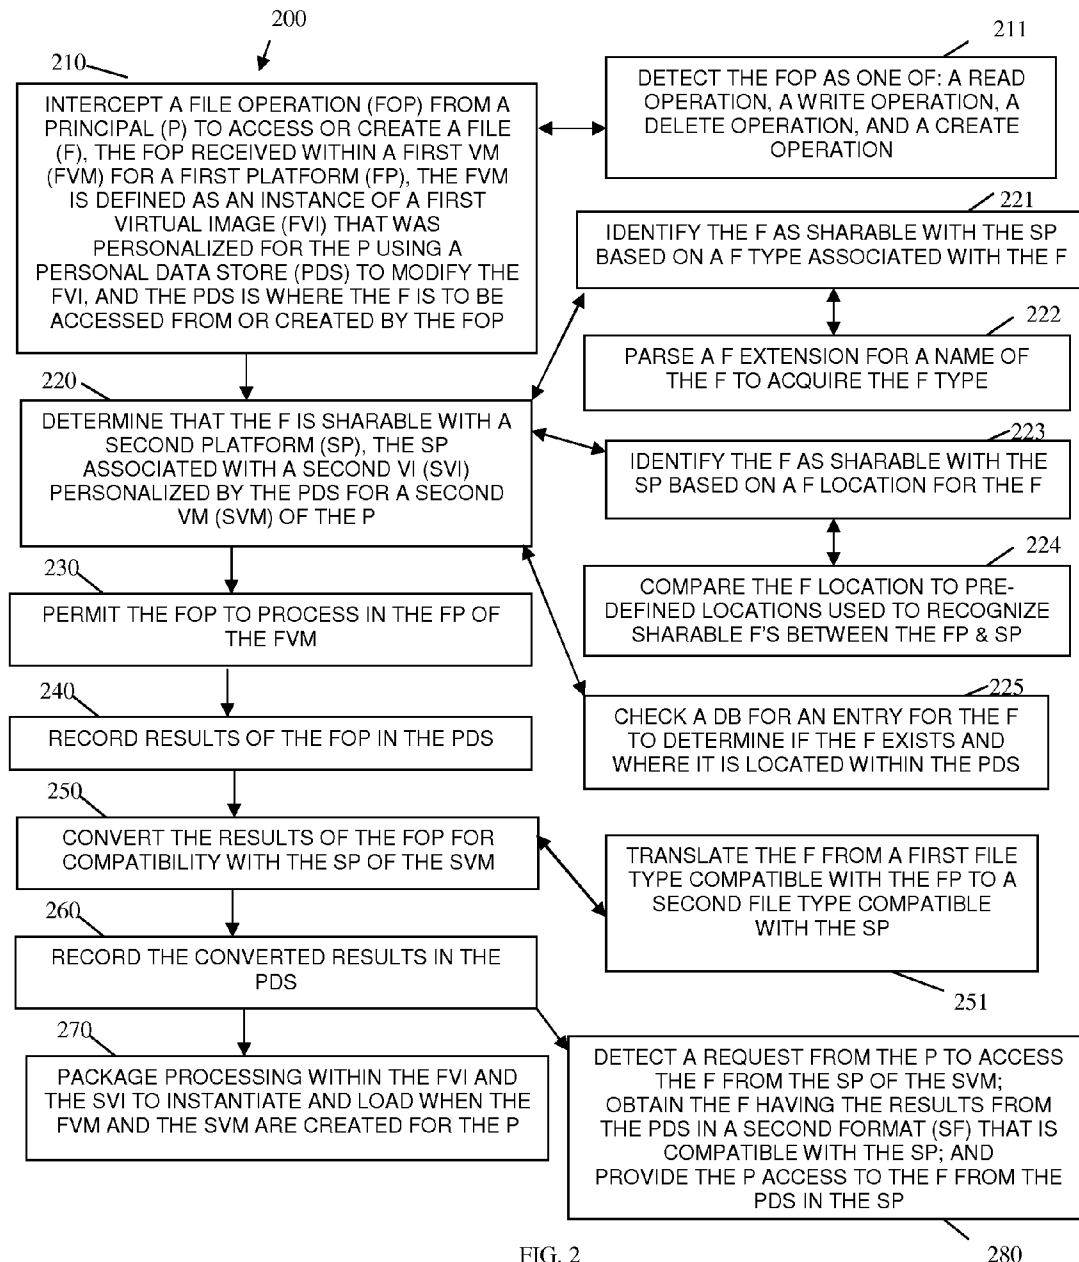 200
210
INTERCEPT A FILE OPERATION (FOP) FROM A
PRINCIPAL (P) TO ACCESS OR CREATE A FILE
(F), THE FOP RECEIVED WITHIN A FIRST VM
(FVM) FOR A FIRST PLATFORM (FP), THE FVM
IS DEFINED AS AN INSTANCE OF A FIRST
VIRTUAL IMAGE (FVI) THAT WAS
PERSONALIZED FOR THE P USING A
PERSONAL DATA STORE (PDS) TO MODIFY THE
FVI, AND THE PDS IS WHERE THE F IS TO BE
ACCESSED FROM OR CREATED BY THE FOP
211
DETECT THE FOP AS ONE OF: A READ
OPERATION, A WRITE OPERATION, A
DELETE OPERATION, AND A CREATE
OPERATION
220
DETERMINE THAT THE F IS SHARABLE WITH A
SECOND PLATFORM (SP), THE SP
ASSOCIATED WITH A SECOND VI (SVI)
PERSONALIZED BY THE PDS FOR A SECOND
VM (SVM) OF THE P
221
IDENTIFY THE F AS SHARABLE WITH THE SP
BASED ON A F TYPE ASSOCIATED WITH THE F
222
PARSE A F EXTENSION FOR A NAME OF
THE F TO ACQUIRE THE F TYPE
223
IDENTIFY THE F AS SHARABLE WITH THE
SP BASED ON A F LOCATION FOR THE F
224
COMPARE THE F LOCATION TO PRE-
DEFINED LOCATIONS USED TO RECOGNIZE
SHARABLE F'S BETWEEN THE FP & SP
225
CHECK A DB FOR AN ENTRY FOR THE F
TO DETERMINE IF THE F EXISTS AND
WHERE IT IS LOCATED WITHIN THE PDS
230
PERMIT THE FOP TO PROCESS IN THE FP OF
THE FVM
240
RECORD RESULTS OF THE FOP IN THE PDS
250
CONVERT THE RESULTS OF THE FOP FOR
COMPATIBILITY WITH THE SP OF THE SVM
TRANSLATE THE F FROM A FIRST FILE
TYPE COMPATIBLE WITH THE FP TO A
SECOND FILE TYPE COMPATIBLE
WITH THE SP
251
260
RECORD THE CONVERTED RESULTS IN THE
PDS
270
PACKAGE PROCESSING WITHIN THE FVI AND
THE SVI TO INSTANTIATE AND LOAD WHEN THE
FVM AND THE SVM ARE CREATED FOR THE P
DETECT A REQUEST FROM THE P TO ACCESS
THE F FROM THE SP OF THE SVM;
OBTAIN THE F HAVING THE RESULTS FROM
THE PDS IN A SECOND FORMAT (SF) THAT IS
COMPATIBLE WITH THE SP; AND
PROVIDE THE P ACCESS TO THE F FROM THE
PDS IN THE SP
280
FIG. 2